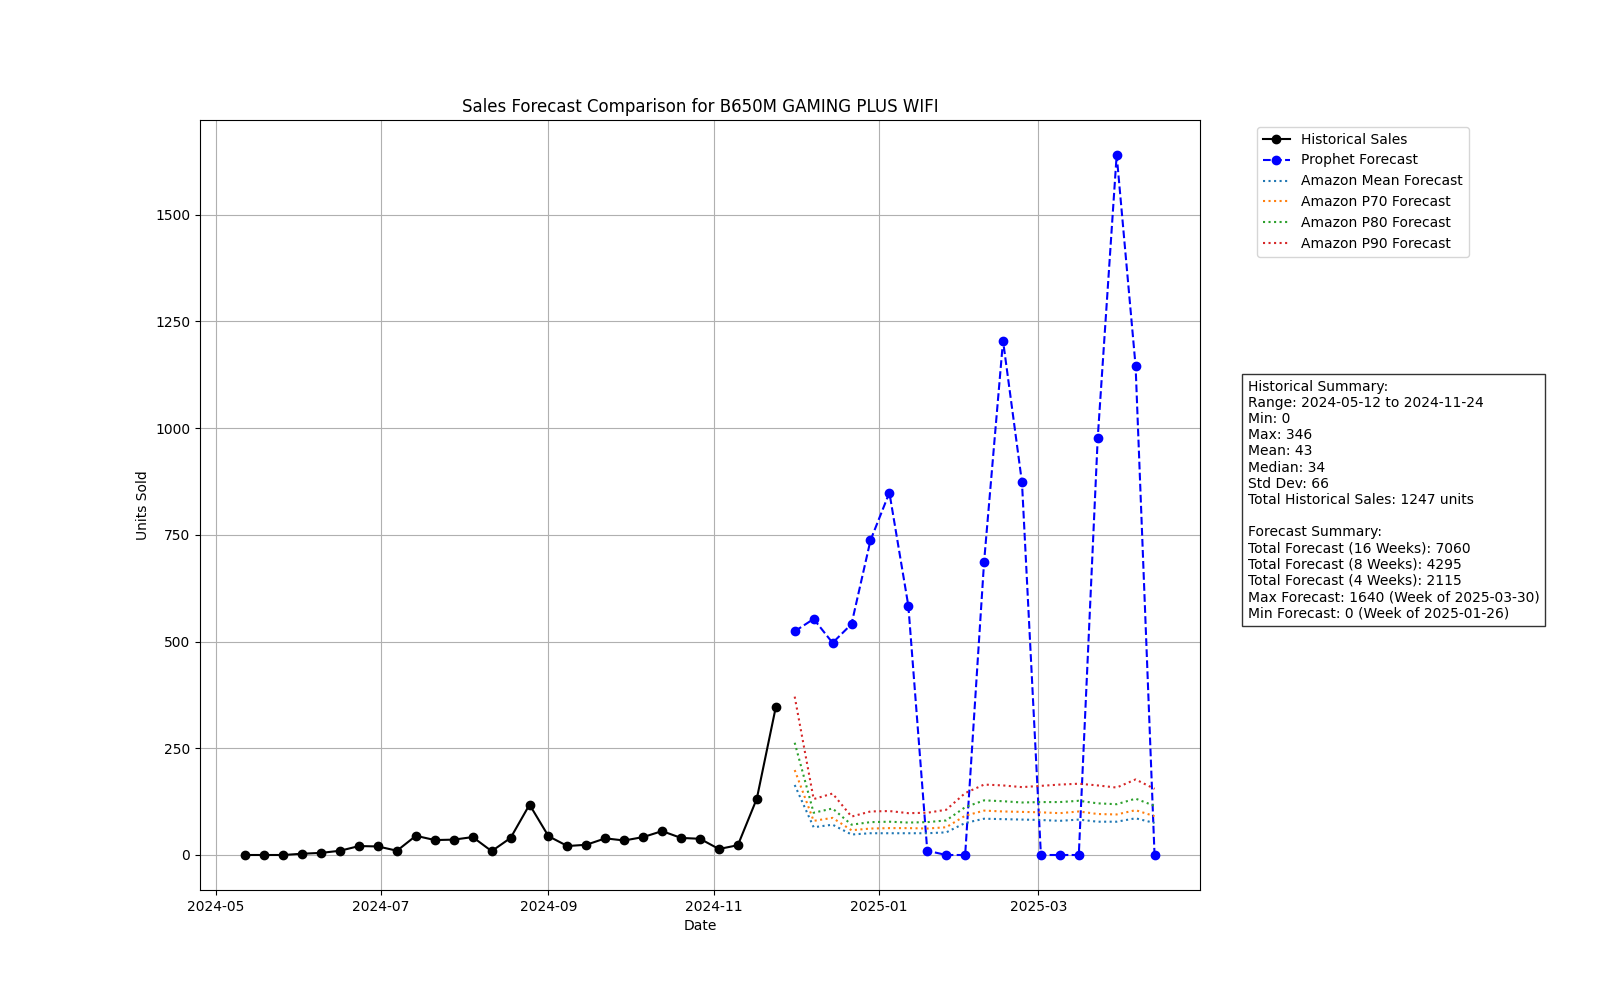 Sales Forecast Comparison for B650M GAMING PLUS WIFI
Historical Sales
Prophet Forecast
Amazon Mean Forecast
Amazon P70 Forecast
Amazon P80 Forecast
Amazon P90 Forecast
1500
1250
1000
750
500
250
0
Units Sold
2024-05 2024-07 2024-09 2024-11 2025-01 2025-03
Date
Historical Summary:
Range: 2024-05-12 to 2024-11-24
Min: 0
Max: 346
Mean: 43
Median: 34
Std Dev: 66
Total Historical Sales: 1247 units
Forecast Summary:
Total Forecast (16 Weeks): 7060
Total Forecast (8 Weeks): 4295
Total Forecast (4 Weeks): 2115
Max Forecast: 1640 (Week of 2025-03-30)
Min Forecast: 0 (Week of 2025-01-26)